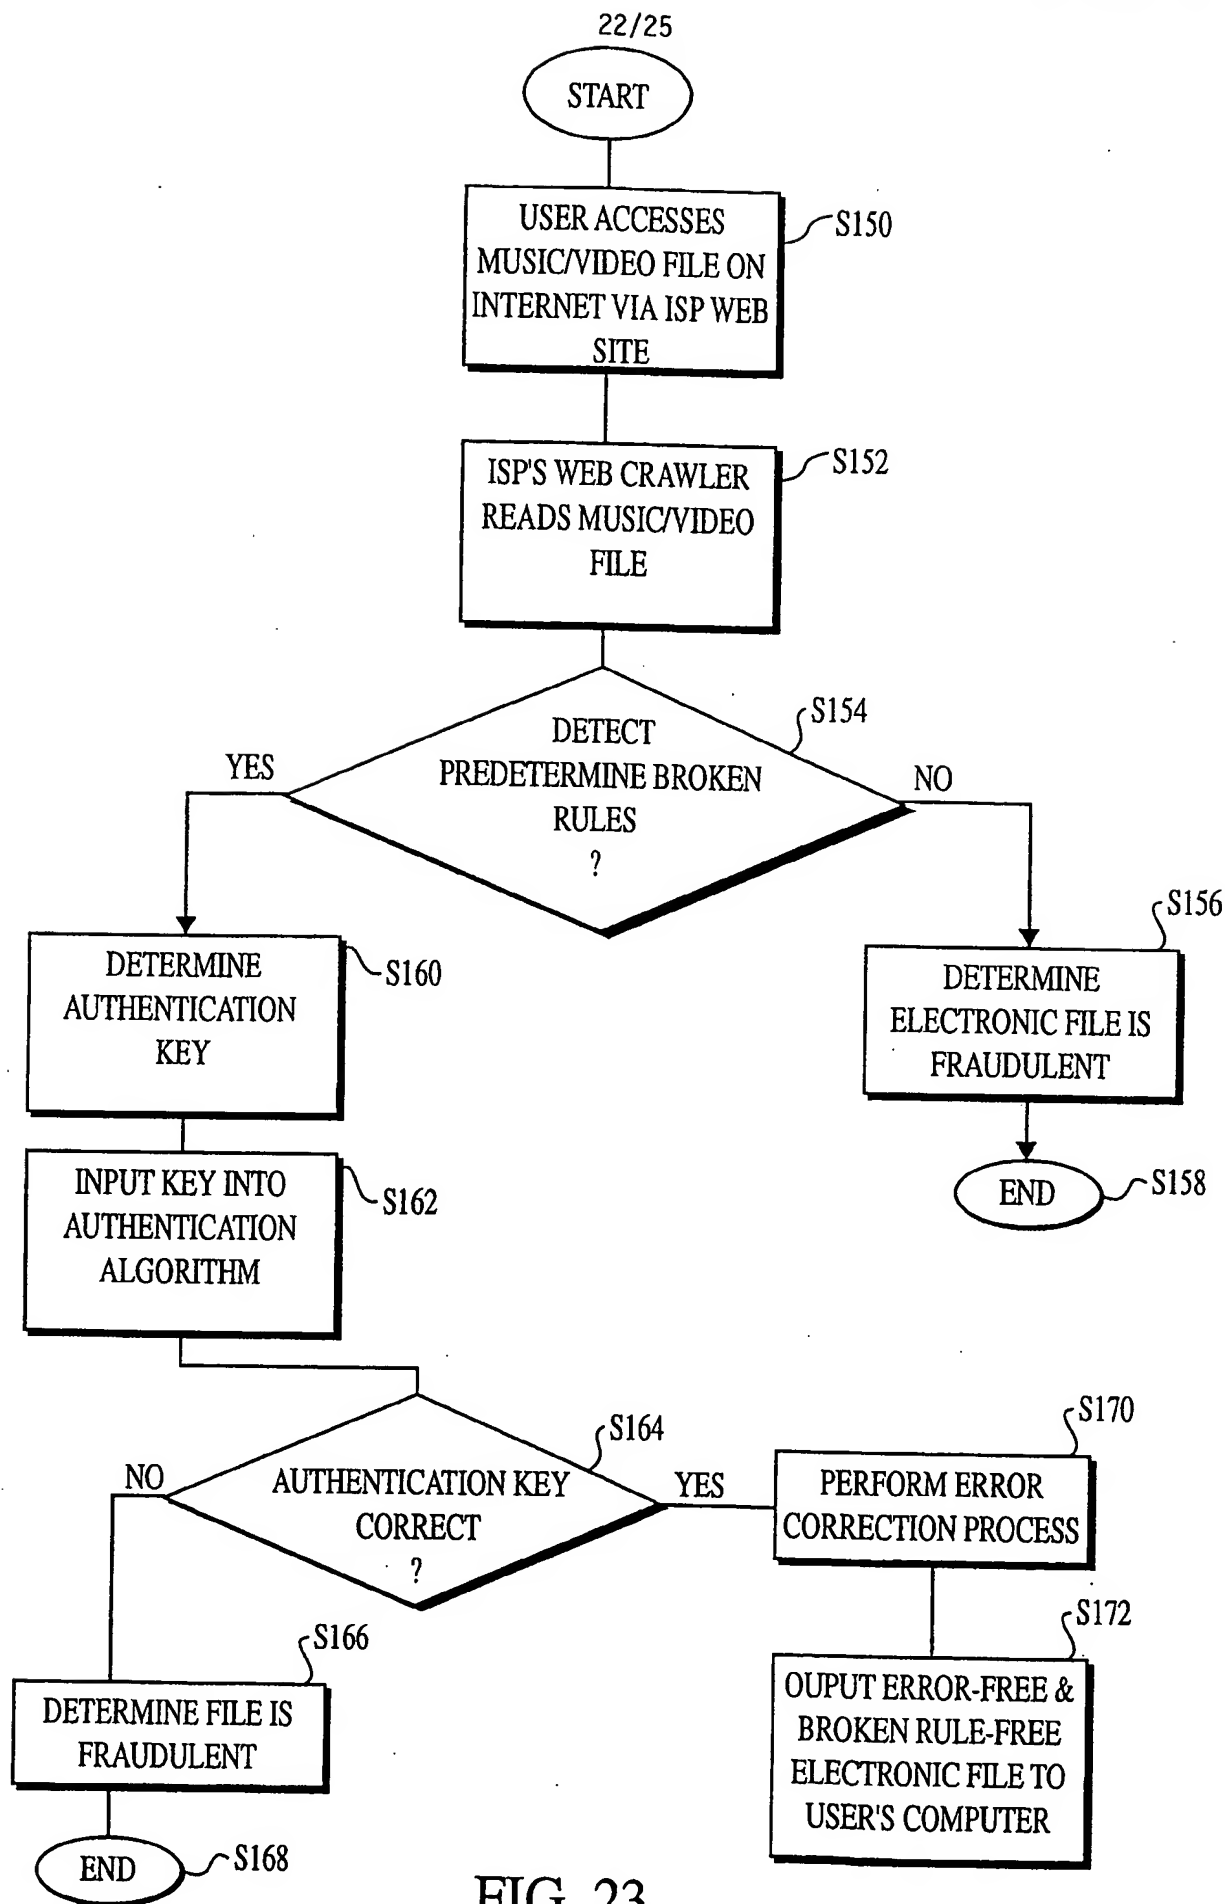 22/25
START
USER ACCESSES
MUSIC/VIDEO FILE ON
INTERNET VIA ISP WEB
SITE
S150
ISP'S WEB CRAWLER
READS MUSIC/VIDEO
FILE
S152
DETECT
PREDETERMINE BROKEN
RULES
?
S154
YES
NO
DETERMINE
AUTHENTICATION
KEY
S160
DETERMINE
ELECTRONIC FILE IS
FRAUDULENT
S156
INPUT KEY INTO
AUTHENTICATION
ALGORITHM
S162
END
S158
AUTHENTICATION KEY
CORRECT
?
S164
NO
YES
PERFORM ERROR
CORRECTION PROCESS
S170
DETERMINE FILE IS
FRAUDULENT
S166
OUPUT ERROR-FREE &
BROKEN RULE-FREE
ELECTRONIC FILE TO
USER'S COMPUTER
S172
END
S168
FIG. 23